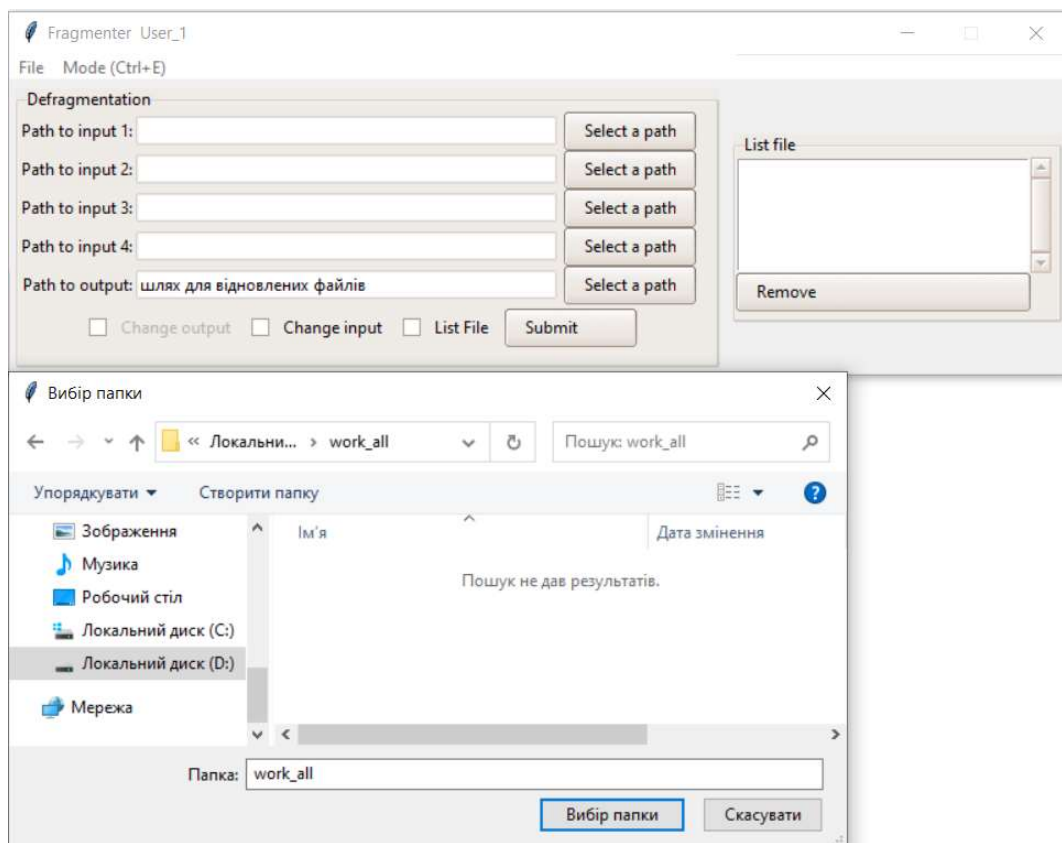 Fragmenter User_1
File Mode (Ctrl+E)
Defragmentation
Path to input 1: Select a path
Path to input 2: Select a path
Path to input 3: Select a path
Path to input 4: Select a path
Path to output: шлях для відновлених файлів Select a path
Change output Change input List File Submit
List file
Remove
Вибір папки
« Локальни... › work_all Пошук: work_all
Упорядкувати Створити папку ?
Зображення
Музика
Робочий стіл
Локальний диск (C:)
Локальний диск (D:)
Мережа
Ім'я Дата змінення
Пошук не дав результатів.
Папка: work_all
Вибір папки Скасувати